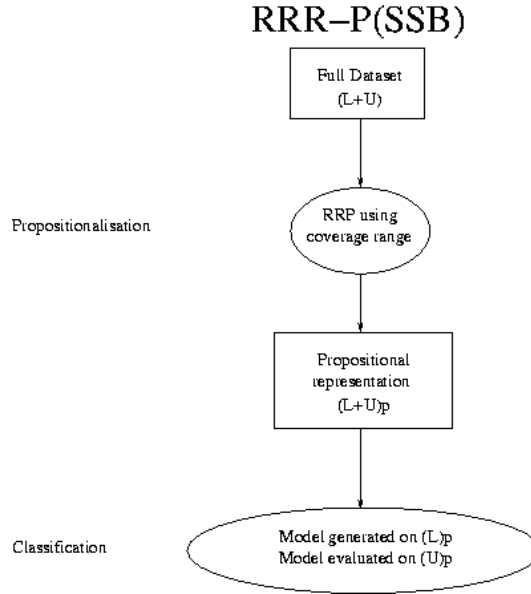 RRR–P(SSB)
Full Dataset
(L+U)
Propositionalisation
RRP using
coverage range
Propositional
representation
(L+U)p
Classification
Model generated on (L)p
Model evaluated on (U)p